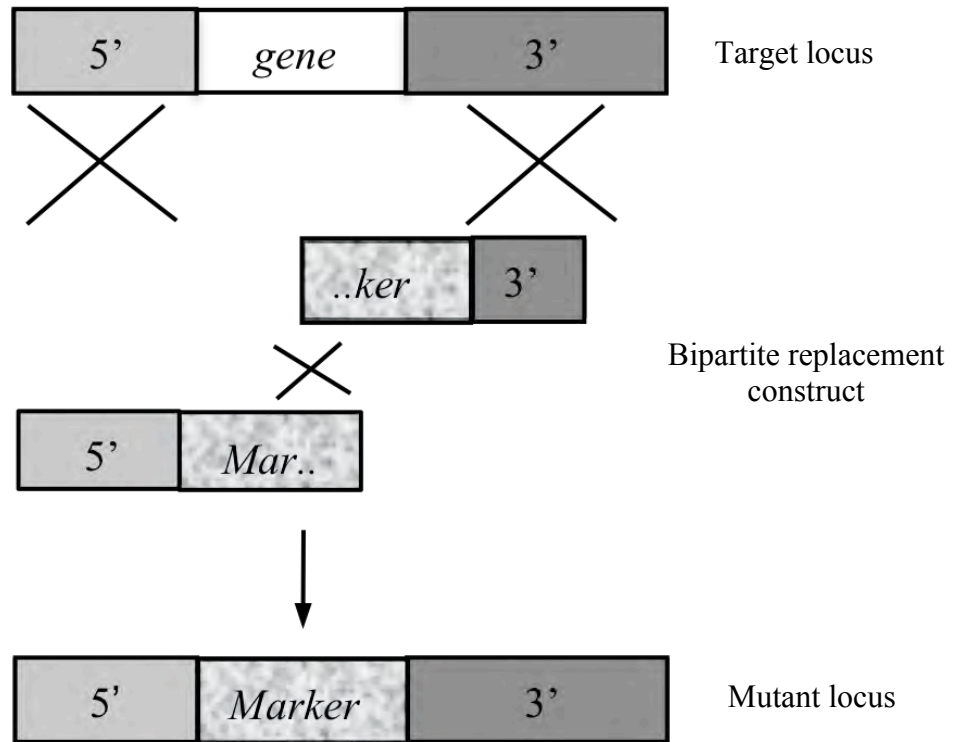 5’ gene 3’ Target locus
..ker 3’
Bipartite replacement
construct
5’ Mar..
5’ Marker 3’ Mutant locus